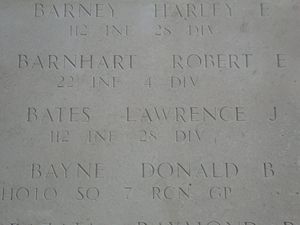 BARNEY HARLEY E
112 INF 28 DIV
BARNHART ROBERT E
22 INF 4 DIV
BATES LAWRENCE J
112 INF 28 DIV
BAYNE DONALD B
HOTO SQ 7 RCN GP
RAYMOND